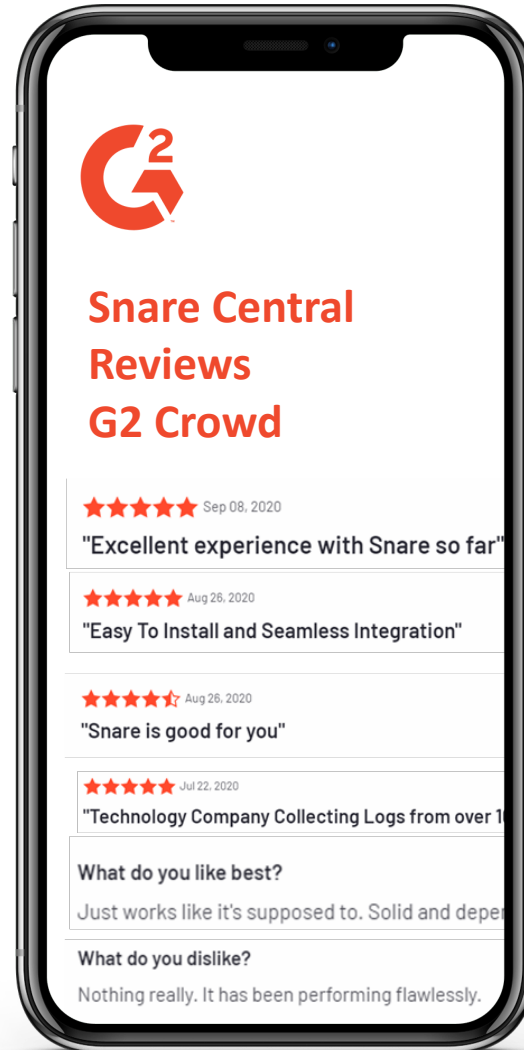 G2
Snare Central
Reviews
G2 Crowd
Sep 08, 2020
"Excellent experience with Snare so far"
Aug 26, 2020
"Easy To Install and Seamless Integration"
Aug 26, 2020
"Snare is good for you"
Jul 22, 2020
"Technology Company Collecting Logs from over
What do you like best?
Just works like it's supposed to. Solid and
What do you dislike?
Nothing really. It has been performing flawlessly.